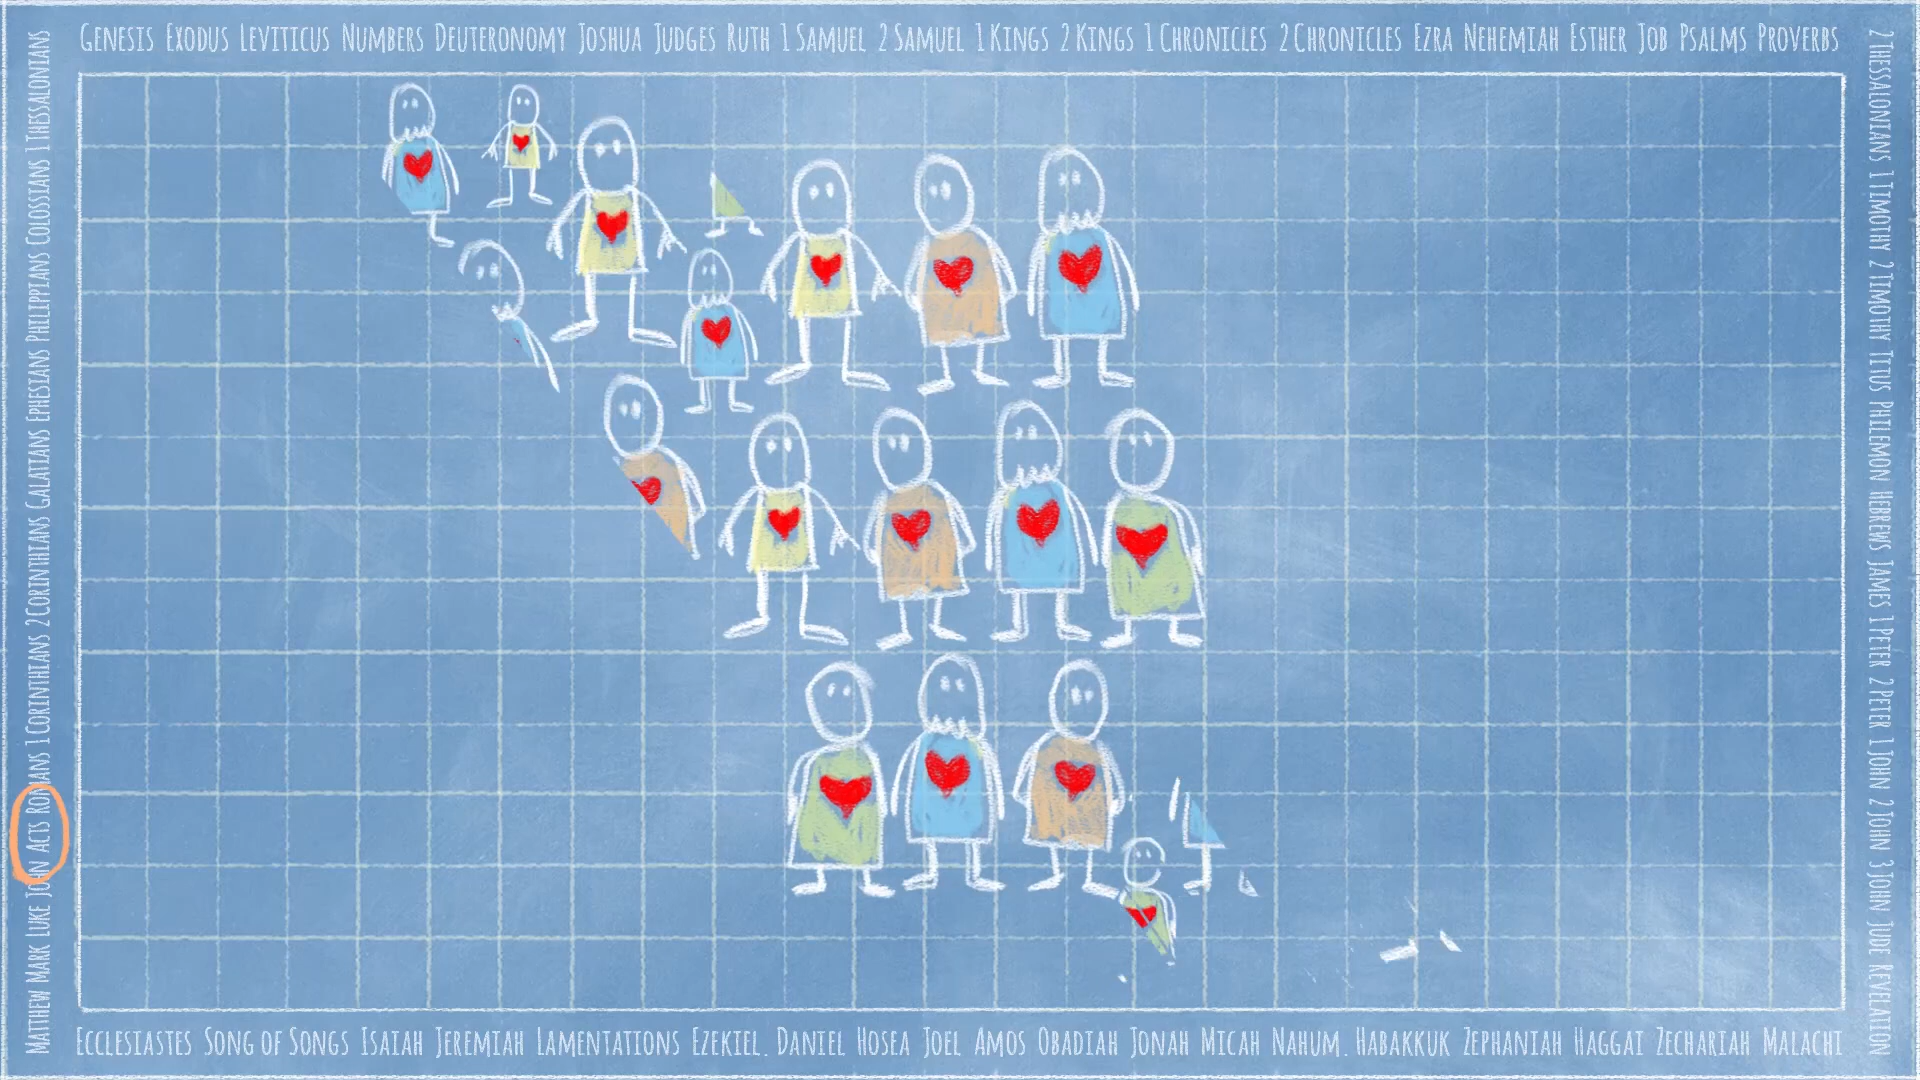 Genesis Exodus Leviticus Numbers Deuteronomy Joshua Judges Ruth 1 Samuel 2 Samuel 1 Kings 2 Kings 1 Chronicles 2 Chronicles Ezra Nehemiah Esther Job Psalms Proverbs
Ecclesiastes Song of Songs Isaiah Jeremiah Lamentations Ezekiel. Daniel Hosea Joel Amos Obadiah Jonah Micah Nahum. Habakkuk Zephaniah Haggai Zechariah Malachi
Matthew Mark Luke John Acts Romans 1 Corinthians 2 Corinthians Galatians Ephesians Philippians Colossians 1 Thessalonians
2 Thessalonians 1 Timothy 2 Timothy Titus Philemon Hebrews James 1 Peter 2 Peter 1 John 2 John 3 John Jude Revelation